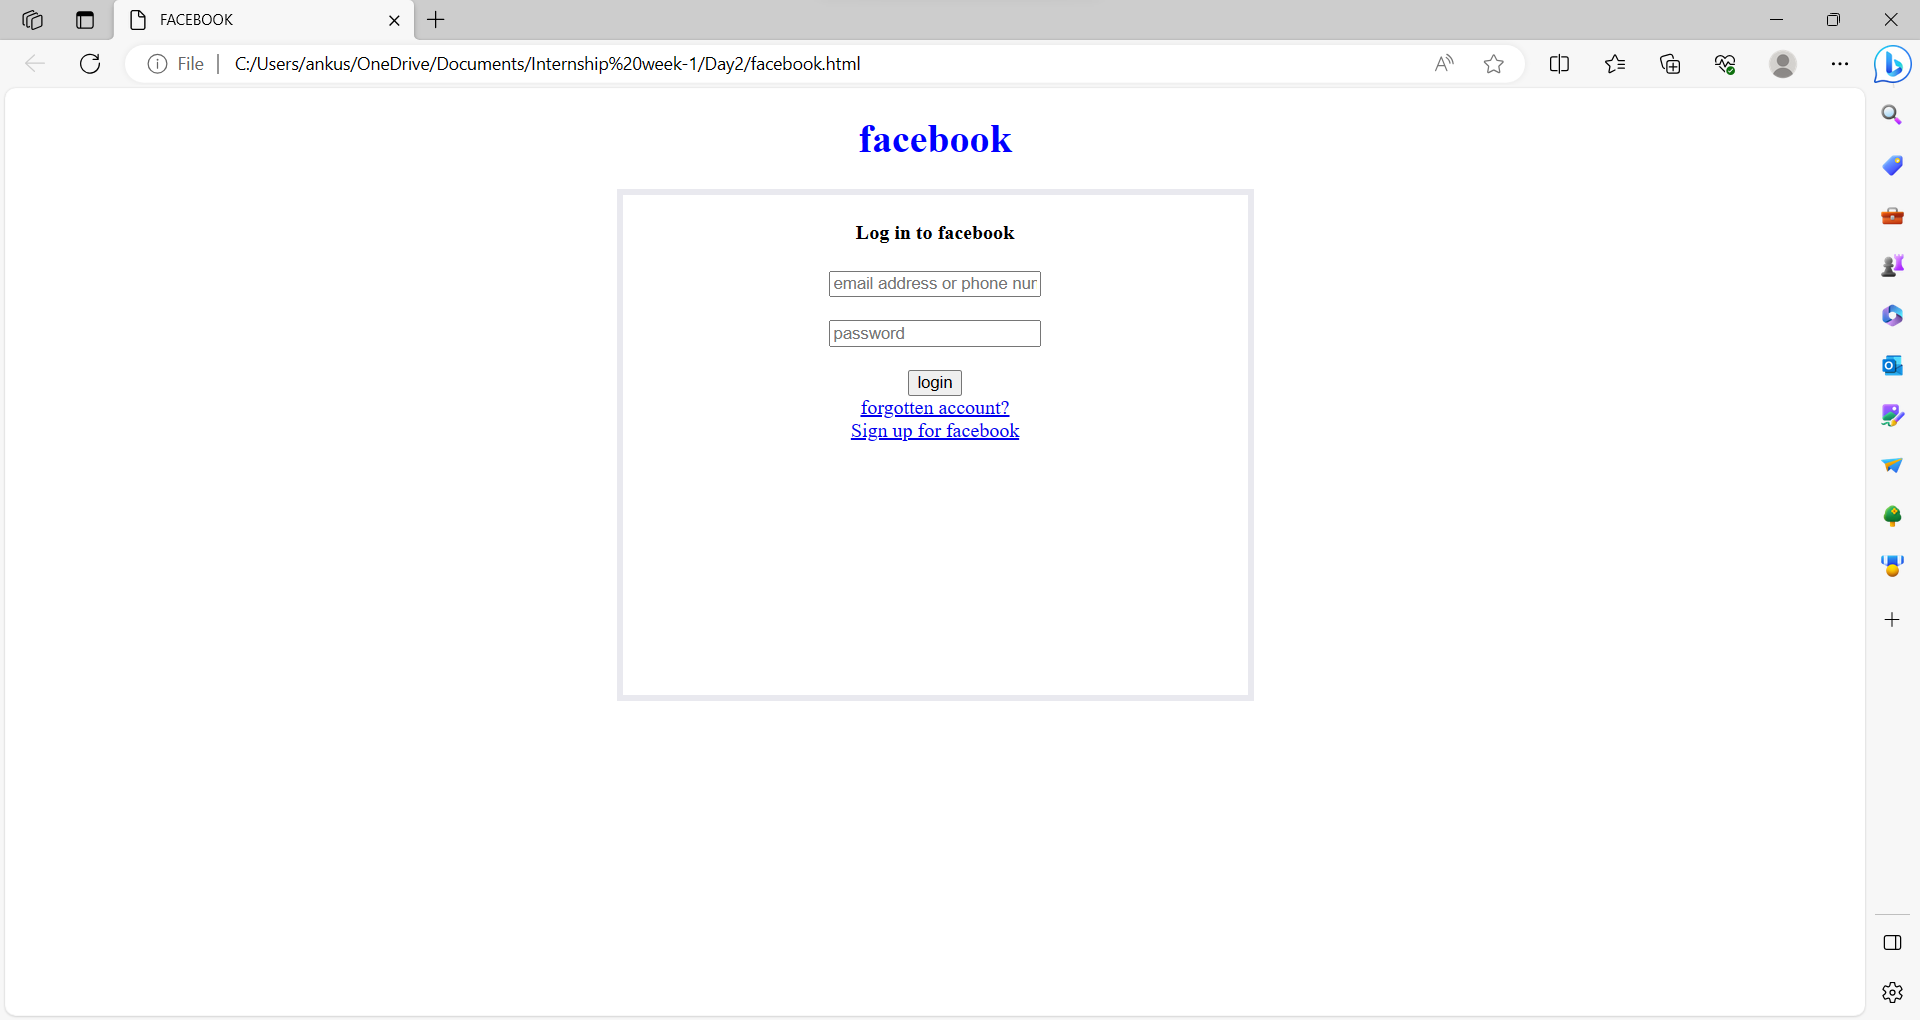 FACEBOOK
File
C:/Users/ankus/OneDrive/Documents/Internship%20week-1/Day2/facebook.html
facebook
Log in to facebook
email address or phone nur
password
login
forgotten account?
Sign up for facebook